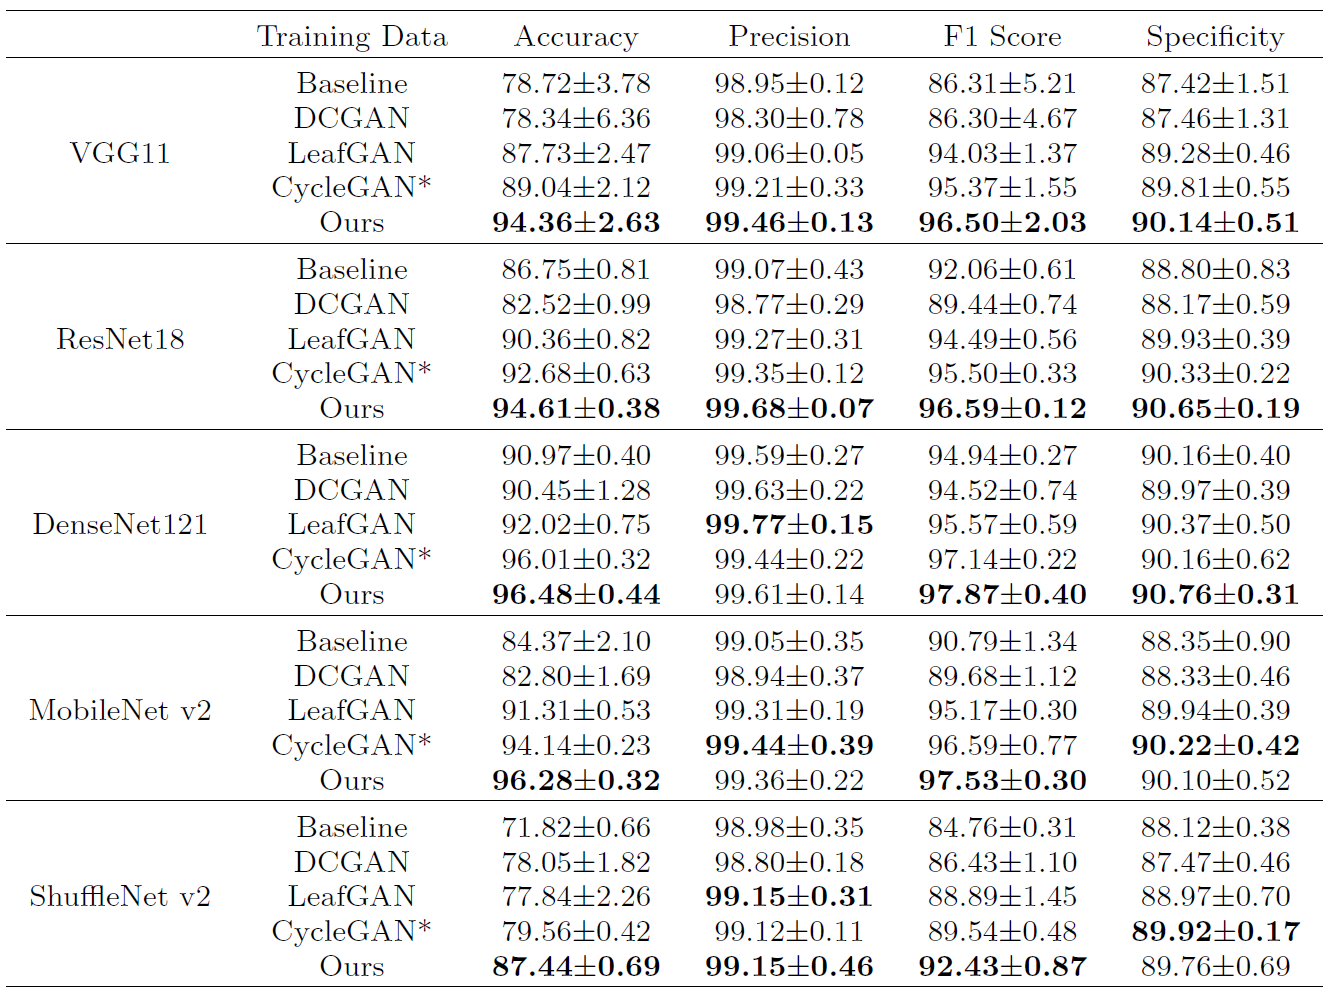 Training Data Accuracy Precision F1 Score Specificity
Baseline 78.72±3.78 98.95±0.12 86.31±5.21 87.42±1.51
DCGAN 78.34±6.36 98.30±0.78 86.30±4.67 87.46±1.31
VGG11 LeafGAN 87.73±2.47 99.06±0.05 94.03±1.37 89.28±0.46
CycleGAN* 89.04±2.12 99.21±0.33 95.37±1.55 89.81±0.55
Ours 94.36±2.63 99.46±0.13 96.50±2.03 90.14±0.51
Baseline 86.75±0.81 99.07±0.43 92.06±0.61 88.80±0.83
DCGAN 82.52±0.99 98.77±0.29 89.44±0.74 88.17±0.59
ResNet18 LeafGAN 90.36±0.82 99.27±0.31 94.49±0.56 89.93±0.39
CycleGAN* 92.68±0.63 99.35±0.12 95.50±0.33 90.33±0.22
Ours 94.61±0.38 99.68±0.07 96.59±0.12 90.65±0.19
Baseline 90.97±0.40 99.59±0.27 94.94±0.27 90.16±0.40
DCGAN 90.45±1.28 99.63±0.22 94.52±0.74 89.97±0.39
DenseNet121 LeafGAN 92.02±0.75 99.77±0.15 95.57±0.59 90.37±0.50
CycleGAN* 96.01±0.32 99.44±0.22 97.14±0.22 90.16±0.62
Ours 96.48±0.44 99.61±0.14 97.87±0.40 90.76±0.31
Baseline 84.37±2.10 99.05±0.35 90.79±1.34 88.35±0.90
DCGAN 82.80±1.69 98.94±0.37 89.68±1.12 88.33±0.46
MobileNet v2 LeafGAN 91.31±0.53 99.31±0.19 95.17±0.30 89.94±0.39
CycleGAN* 94.14±0.23 99.44±0.39 96.59±0.77 90.22±0.42
Ours 96.28±0.32 99.36±0.22 97.53±0.30 90.10±0.52
Baseline 71.82±0.66 98.98±0.35 84.76±0.31 88.12±0.38
DCGAN 78.05±1.82 98.80±0.18 86.43±1.10 87.47±0.46
ShuffleNet v2 LeafGAN 77.84±2.26 99.15±0.31 88.89±1.45 88.97±0.70
CycleGAN* 79.56±0.42 99.12±0.11 89.54±0.48 89.92±0.17
Ours 87.44±0.69 99.15±0.46 92.43±0.87 89.76±0.69